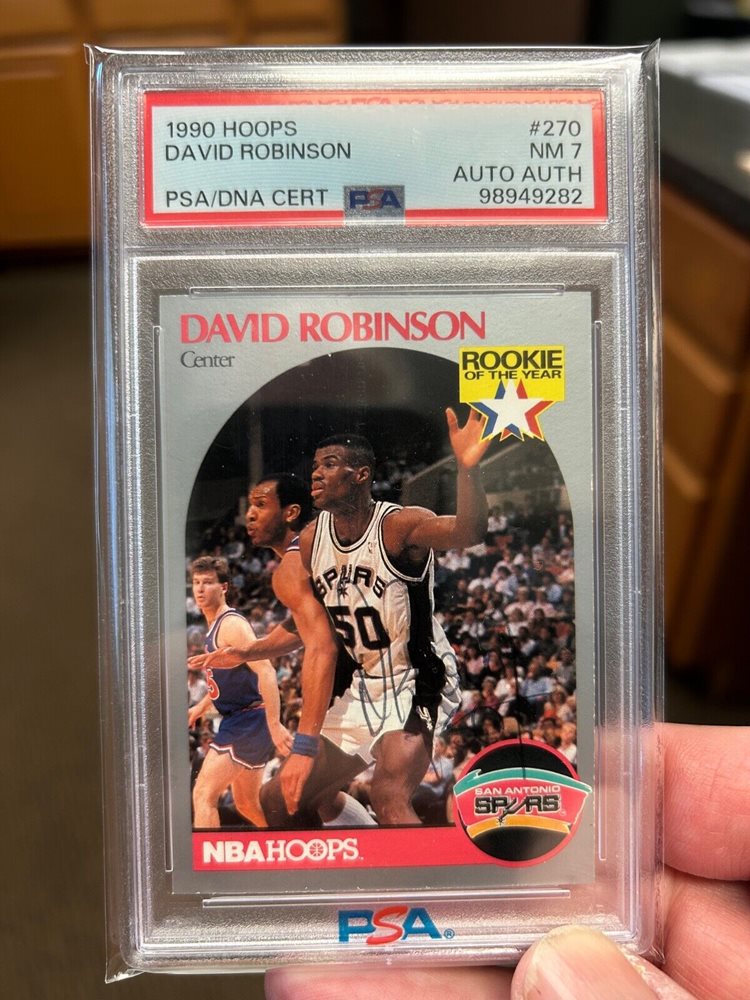 1990 HOOPS #270
DAVID ROBINSON NM 7
AUTO AUTH
PSA/DNA CERT PSA 98949282
DAVID ROBINSON
Center
ROOKIE
OF THE YEAR
SPURS
50
SAN ANTONIO
SPURS
NBA HOOPS
PSA